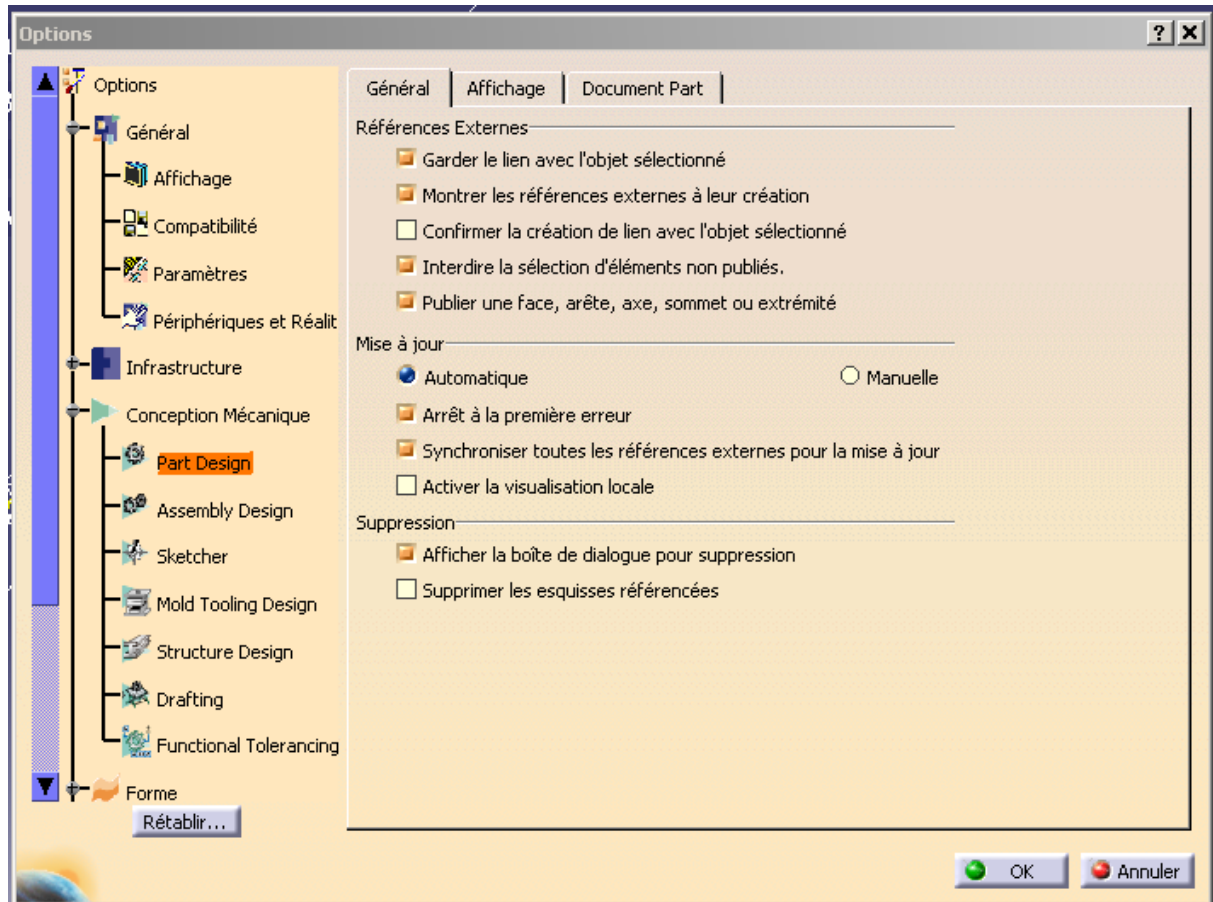 Options
Options
Général
Affichage
Compatibilité
Paramètres
Périphériques et Réalit
Infrastructure
Conception Mécanique
Part Design
Assembly Design
Sketcher
Mold Tooling Design
Structure Design
Drafting
Functional Tolerancing
Forme
Rétablir...
Général Affichage Document Part
Références Externes
Garder le lien avec l'objet sélectionné
Montrer les références externes à leur création
Confirmer la création de lien avec l'objet sélectionné
Interdire la sélection d'éléments non publiés.
Publier une face, arête, axe, sommet ou extrémité
Mise à jour
Automatique Manuelle
Arrêt à la première erreur
Synchroniser toutes les références externes pour la mise à jour
Activer la visualisation locale
Suppression
Afficher la boîte de dialogue pour suppression
Supprimer les esquisses référencées
OK Annuler